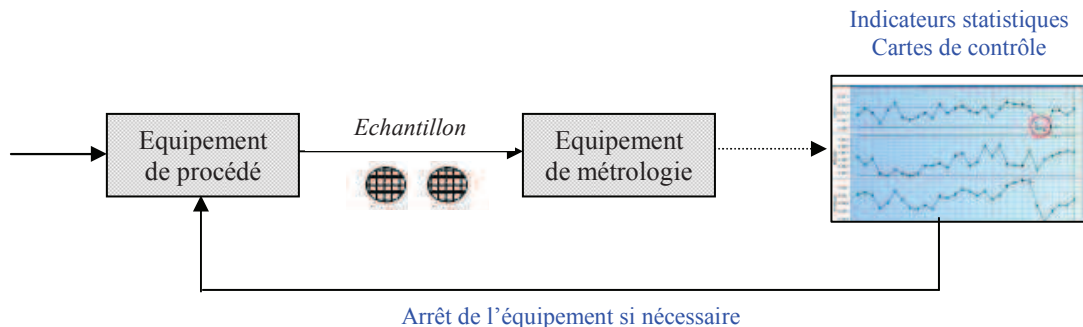 Indicateurs statistiques
Cartes de contrôle
Equipement
de procédé
Echantillon
Equipement
de métrologie
Arrêt de l'équipement si nécessaire